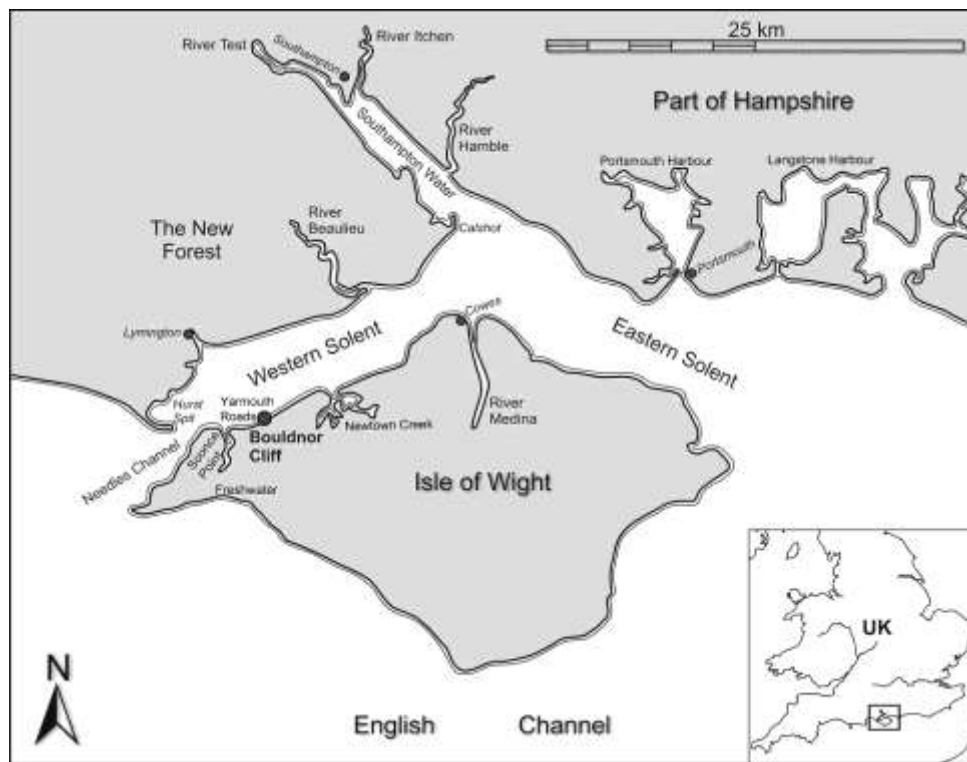 25 km
River Test
Southampton
River Itchen
Part of Hampshire
Southampton Water
River
Hamble
Portsmouth Harbour
Langstone Harbour
The New
Forest
River
Beaulieu
Calshot
Portsmouth
Lymington
Cowes
Western Solent
Eastern Solent
Hurst
Spit
Yarmouth
Roads
Bouldnor
Cliff
Newtown Creek
River
Medina
Needles Channel
Sconce
Point
Freshwater
Isle of Wight
UK
N
English Channel